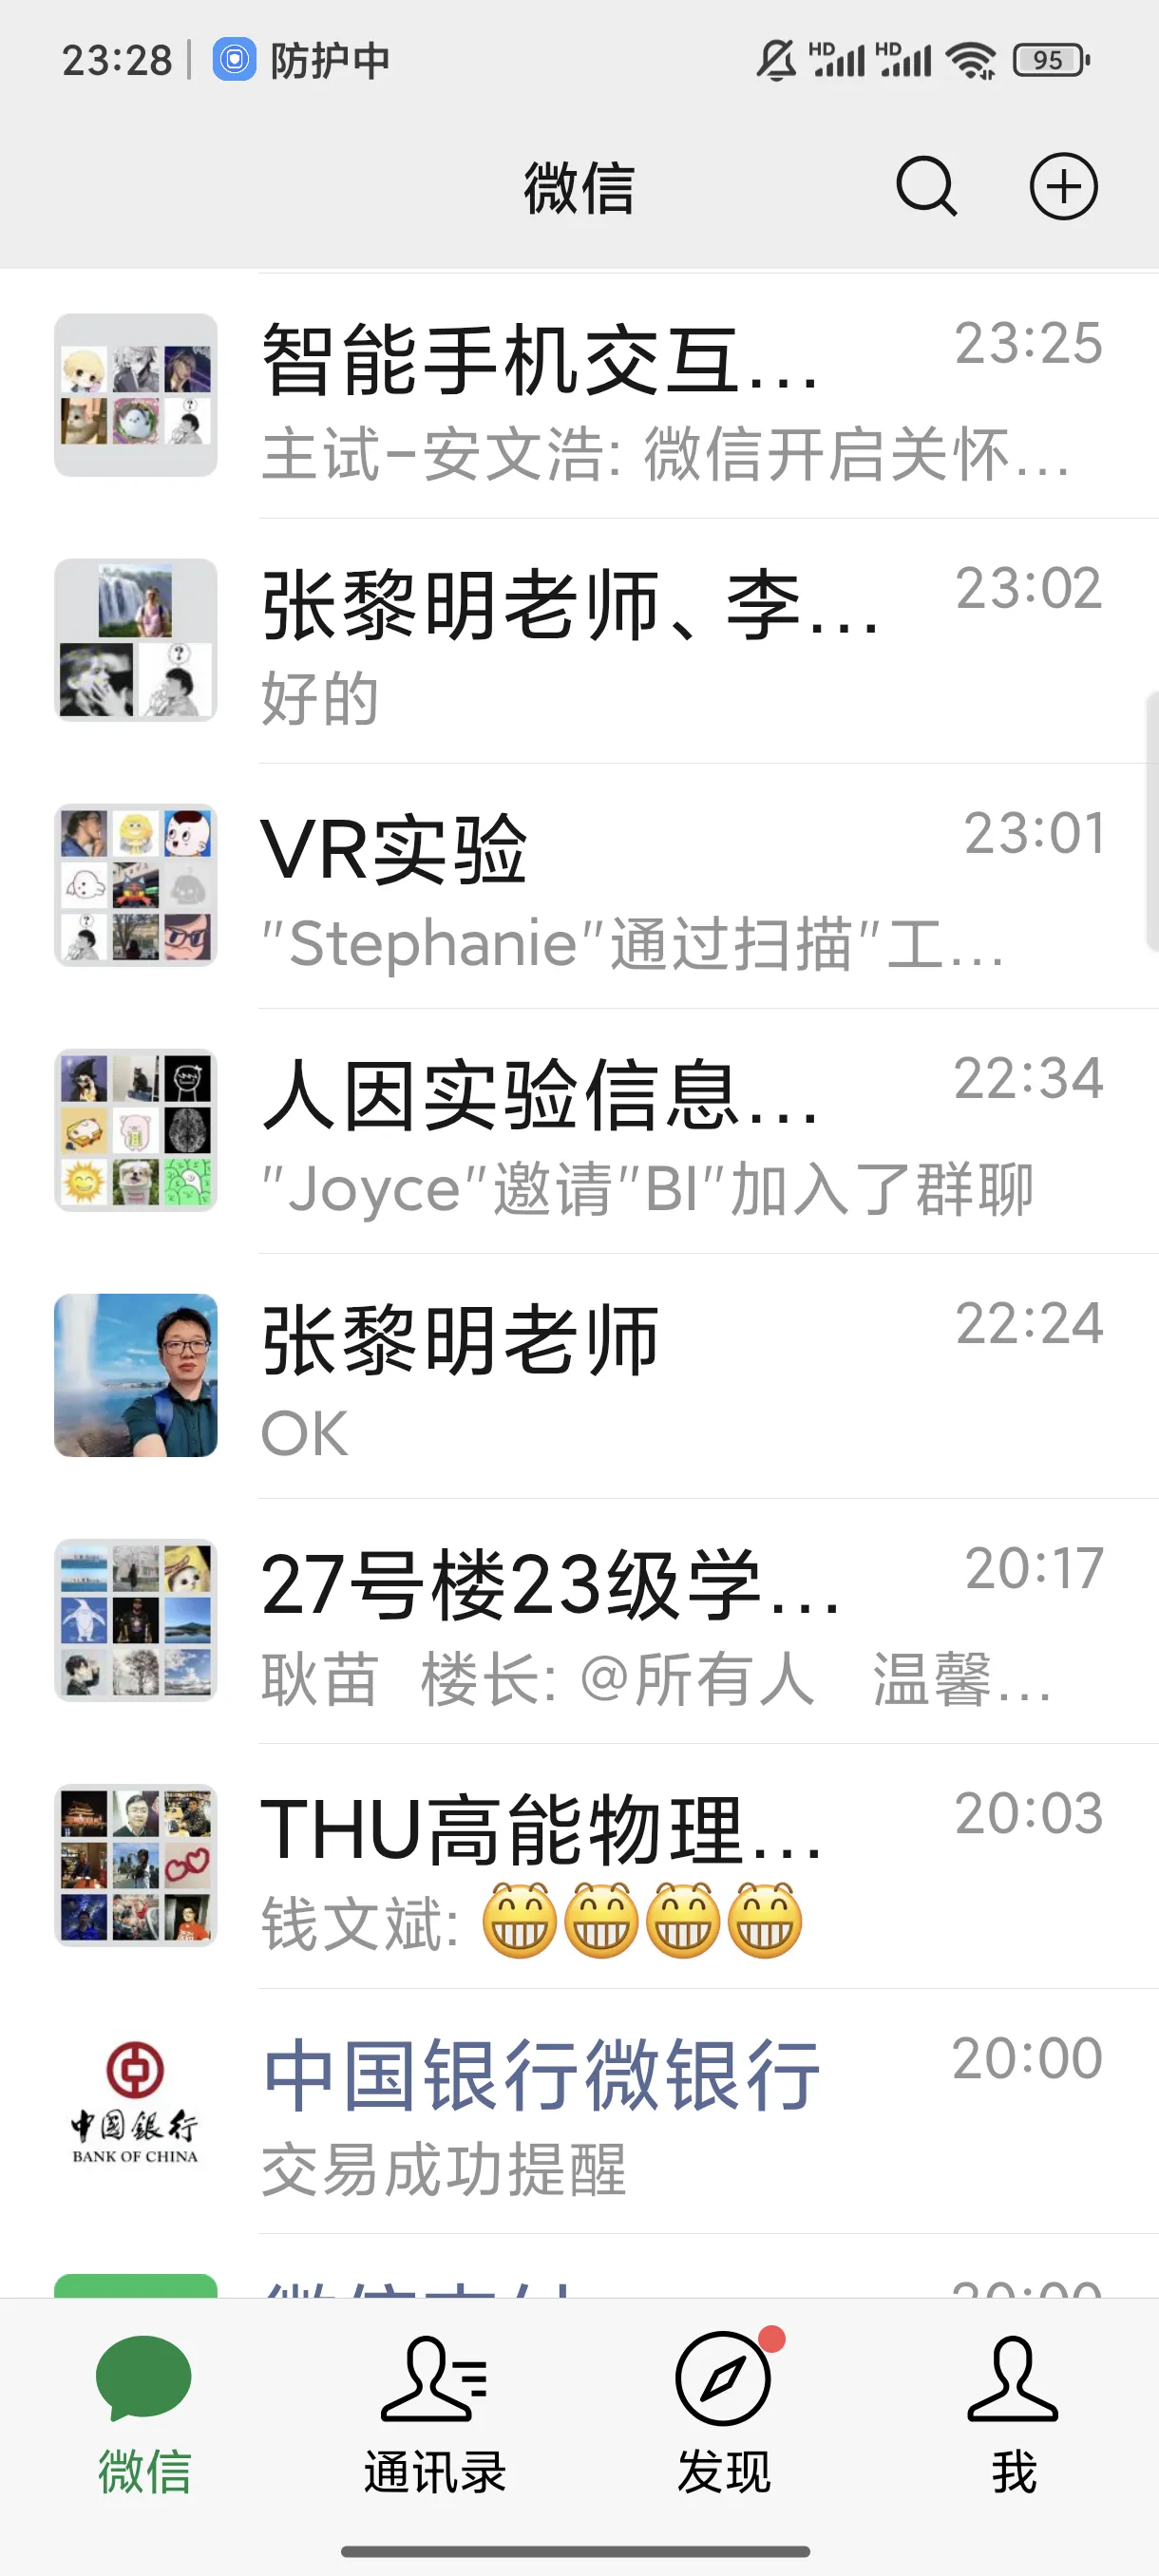 23:28 防护中 HD HD 95
微信
智能手机交互... 23:25
主试-安文浩: 微信开启关怀...
张黎明老师、李... 23:02
好的
VR实验 23:01
"Stephanie"通过扫描"工...
人因实验信息... 22:34
"Joyce"邀请"BI"加入了群聊
张黎明老师 22:24
OK
27号楼23级学... 20:17
耿苗 楼长: @所有人 温馨...
THU高能物理... 20:03
钱文斌: 😁😁😁😁
中国银行微银行 20:00
中國銀行
BANK OF CHINA
交易成功提醒
微信 通讯录 发现 我